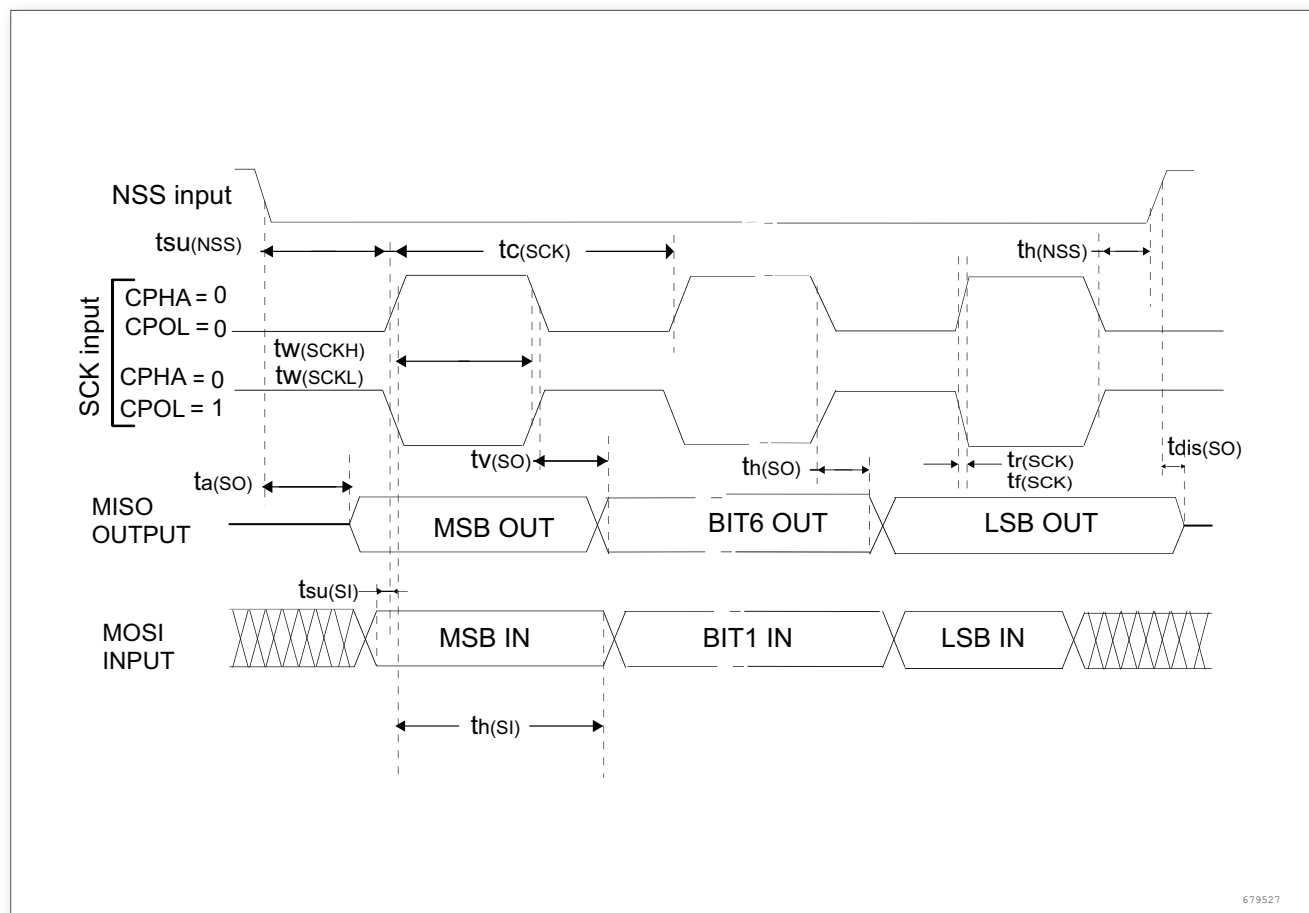 NSS input
tsu(NSS)
tc(SCK)
th(NSS)
SCK input
CPHA = 0
CPOL = 0
tw(SCKH)
tw(SCKL)
CPHA = 0
CPOL = 1
tv(SO)
th(SO)
tr(SCK)
tf(SCK)
tdis(SO)
ta(SO)
MISO
OUTPUT
MSB OUT
BIT6 OUT
LSB OUT
tsu(SI)
MOSI
INPUT
MSB IN
BIT1 IN
LSB IN
th(SI)
679527